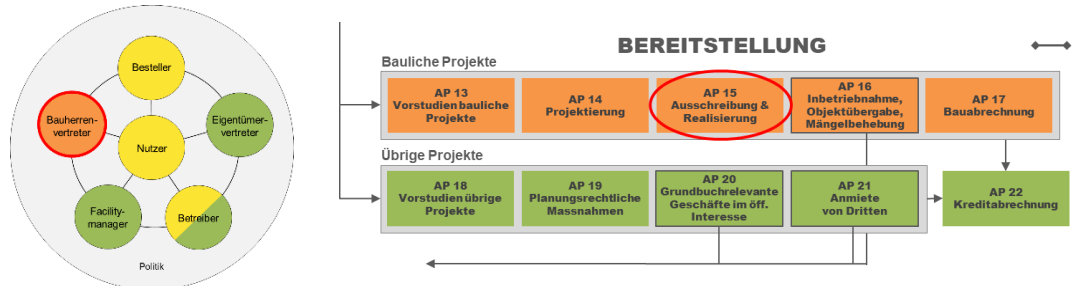 Besteller
Bauherren-
vertreter
Eigentümer-
vertreter
Nutzer
Facility-
manager
Betreiber
Politik
BEREITSTELLUNG
Bauliche Projekte
AP 13
Vorstudien bauliche
Projekte
AP 14
Projektierung
AP 15
Ausschreibung &
Realisierung
AP 16
Inbetriebnahme,
Objektübergabe,
Mängelbehebung
AP 17
Bauabrechnung
Übrige Projekte
AP 18
Vorstudien übrige
Projekte
AP 19
Planungsrechtliche
Massnahmen
AP 20
Grundbuchrelevante
Geschäfte im öff.
Interesse
AP 21
Anmiete
von Dritten
AP 22
Kreditabrechnung